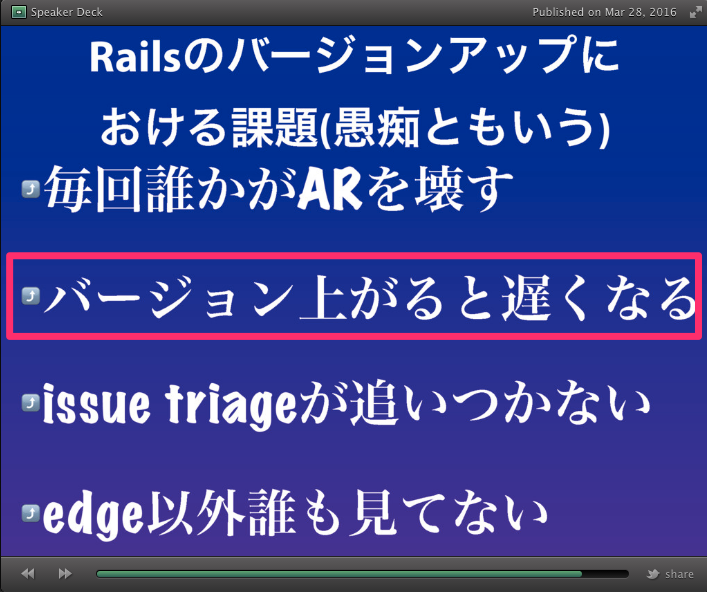 Speaker Deck
Published on Mar 28, 2016
Railsのバージョンアップに
おける課題(愚痴ともいう)
毎回誰かがARを壊す
バージョン上がると遅くなる
issue triageが追いつかない
edge以外誰も見てない
share